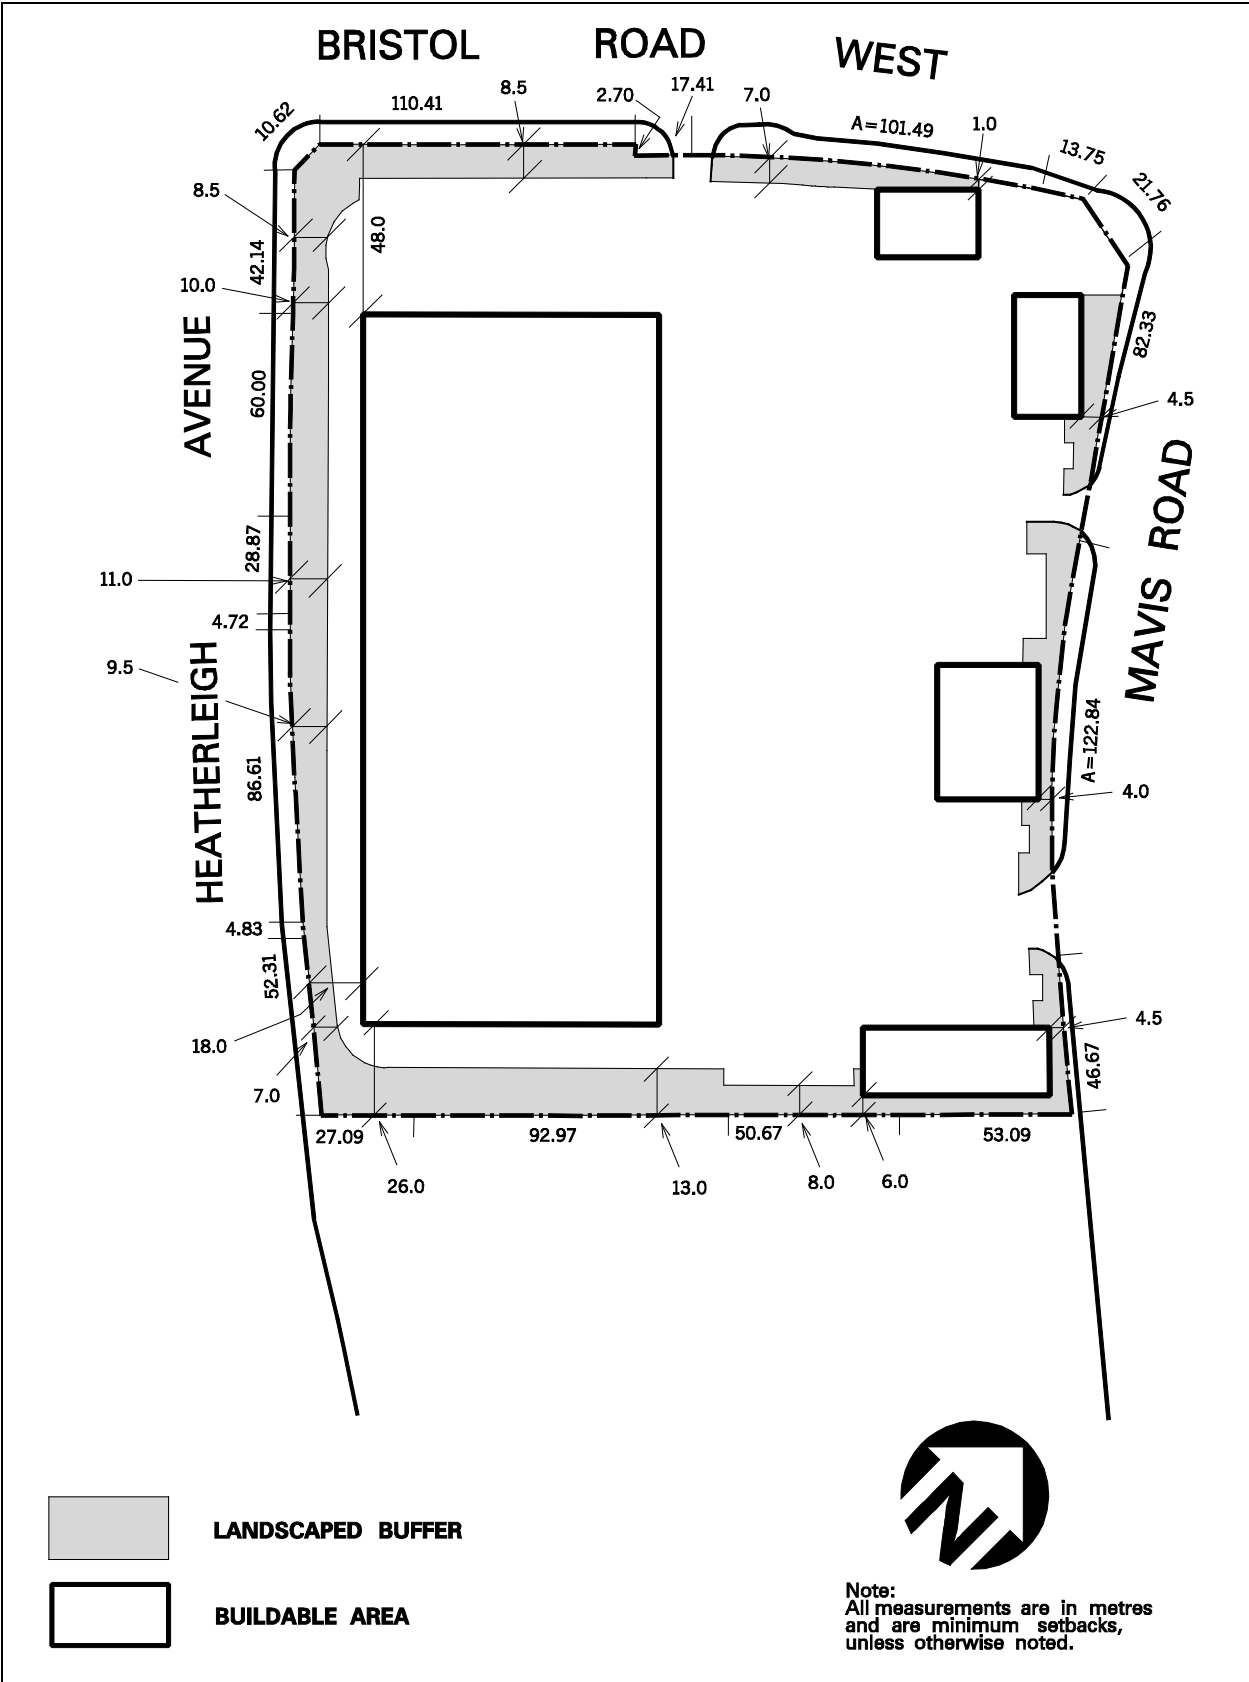 BRISTOL ROAD WEST
10.62
110.41
8.5
2.70
17.41
7.0
A=101.49
1.0
13.75
21.76
8.5
42.14
48.0
10.0
AVENUE
60.00
82.33
4.5
MAVIS ROAD
28.87
11.0
4.72
HEATHERLEIGH
9.5
86.61
A=122.84
4.0
4.83
52.31
18.0
7.0
4.5
46.67
27.09
92.97
50.67
53.09
26.0
13.0
8.0
6.0
LANDSCAPED BUFFER
BUILDABLE AREA
N
Note:
All measurements are in metres
and are minimum setbacks,
unless otherwise noted.